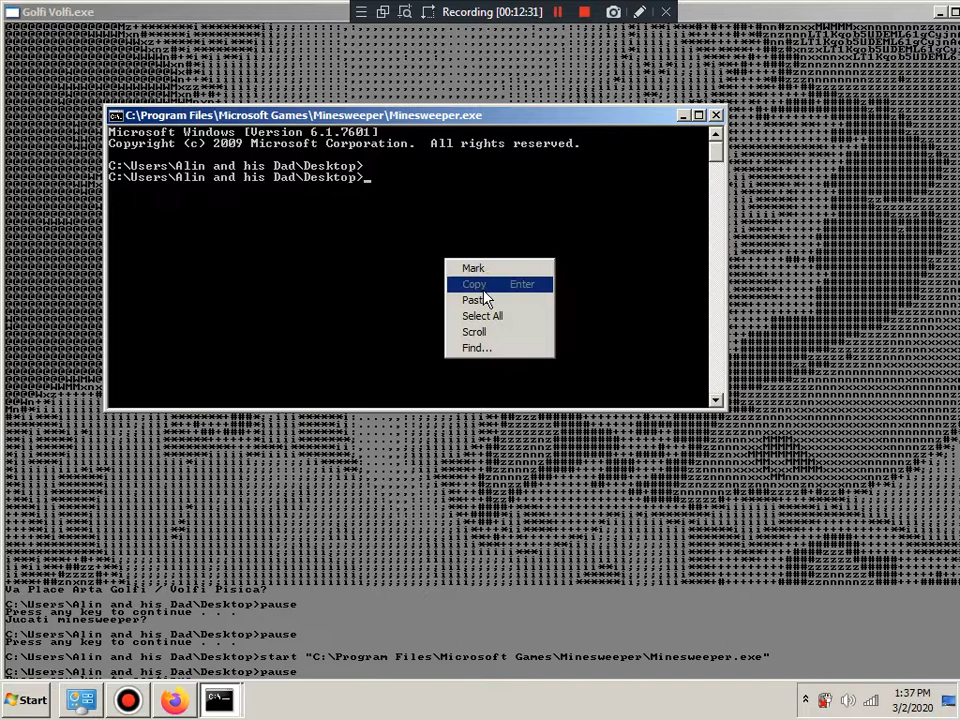 Golfi Volfi.exe
Recording [00:12:31]
C:\Program Files\Microsoft Games\Minesweeper\Minesweeper.exe
Microsoft Windows [Version 6.1.7601]
Copyright (c) 2009 Microsoft Corporation.  All rights reserved.
C:\Users\Alin and his Dad\Desktop>
C:\Users\Alin and his Dad\Desktop>_
Mark
Copy Enter
Paste
Select All
Scroll
Find...
Va Place Arta Golfi / Volfi Pisica?
C:\Users\Alin and his Dad\Desktop>pause
Press any key to continue . . .
Jucati minesweeper?
C:\Users\Alin and his Dad\Desktop>pause
Press any key to continue . . .
C:\Users\Alin and his Dad\Desktop>start "C:\Program Files\Microsoft Games\Minesweeper\Minesweeper.exe"
C:\Users\Alin and his Dad\Desktop>pause
Press any key to continue . . .
Start
1:37 PM
3/2/2020